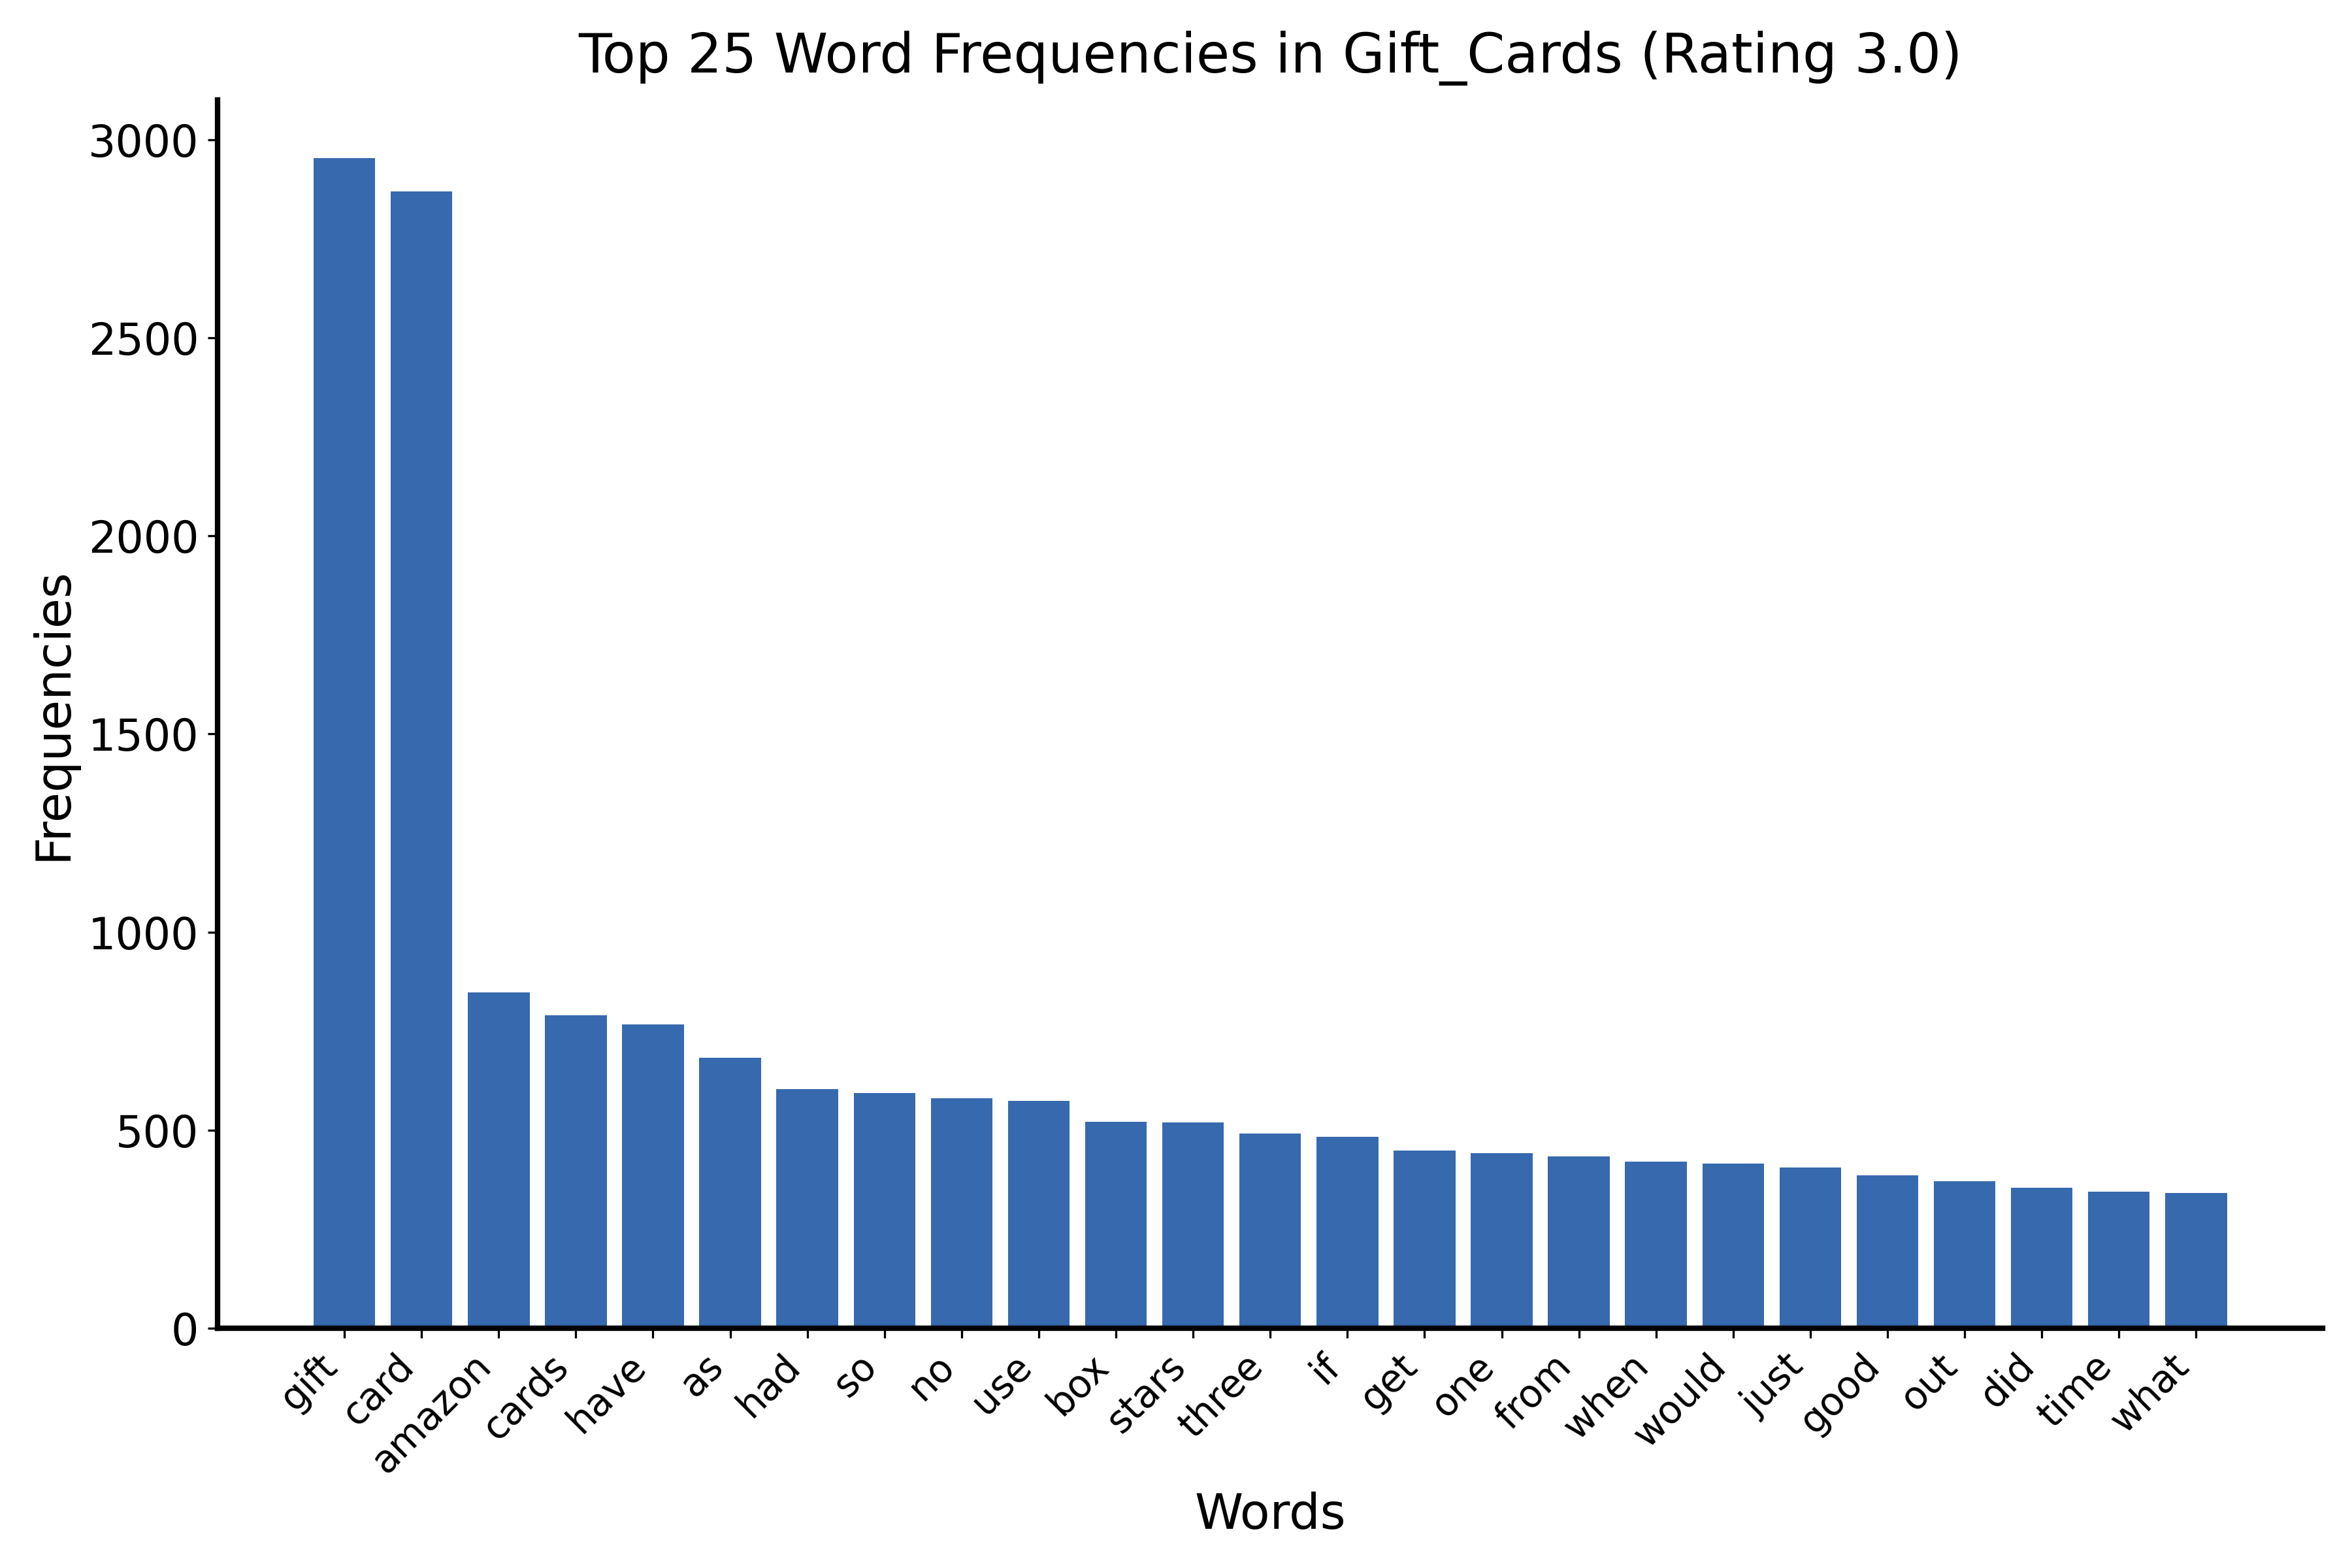 Top 25 Word Frequencies in Gift_Cards (Rating 3.0)
3000
2500
2000
1500
1000
500
0
Frequencies
gift
card
amazon
cards
have
as
had
so
no
use
box
stars
three
if
get
one
from
when
would
just
good
out
did
time
what
Words